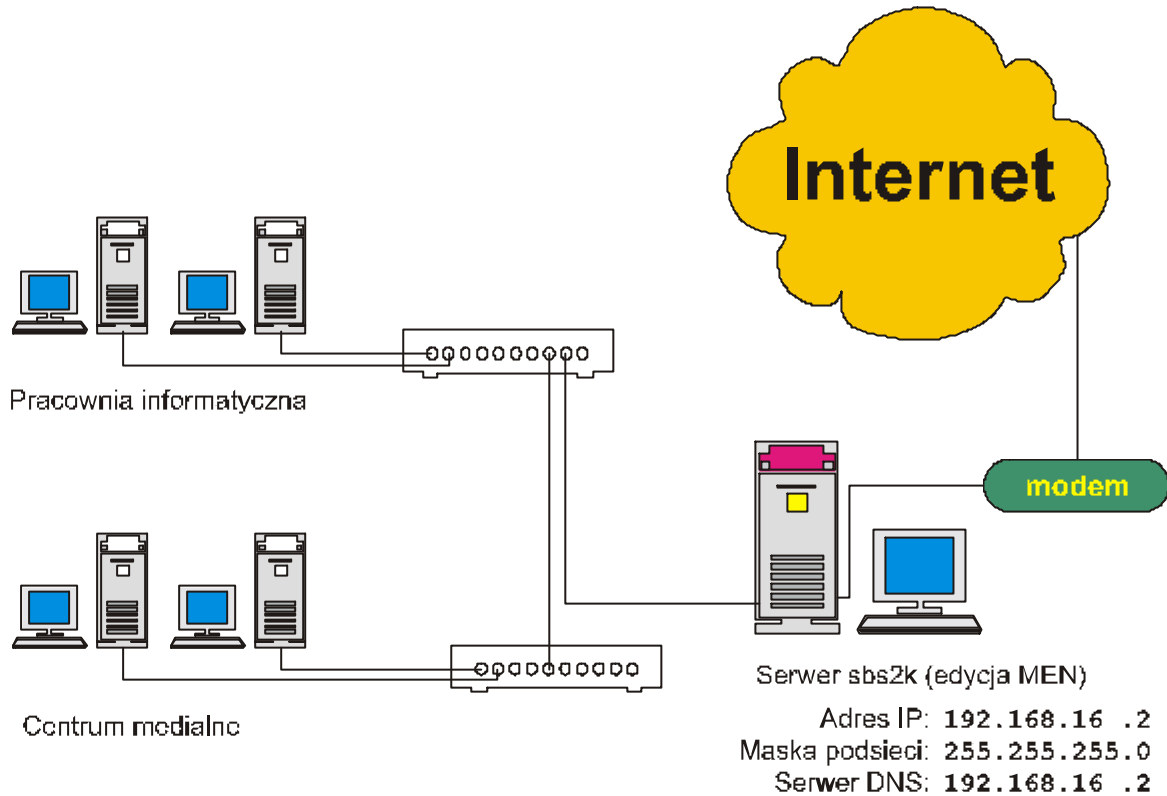 Internet
Pracownia informatyczna
modem
Serwer sbs2k (edycja MEN)
Centrum medialne
Adres IP: 192.168.16 .2
Maska podsieci: 255.255.255.0
Serwer DNS: 192.168.16 .2